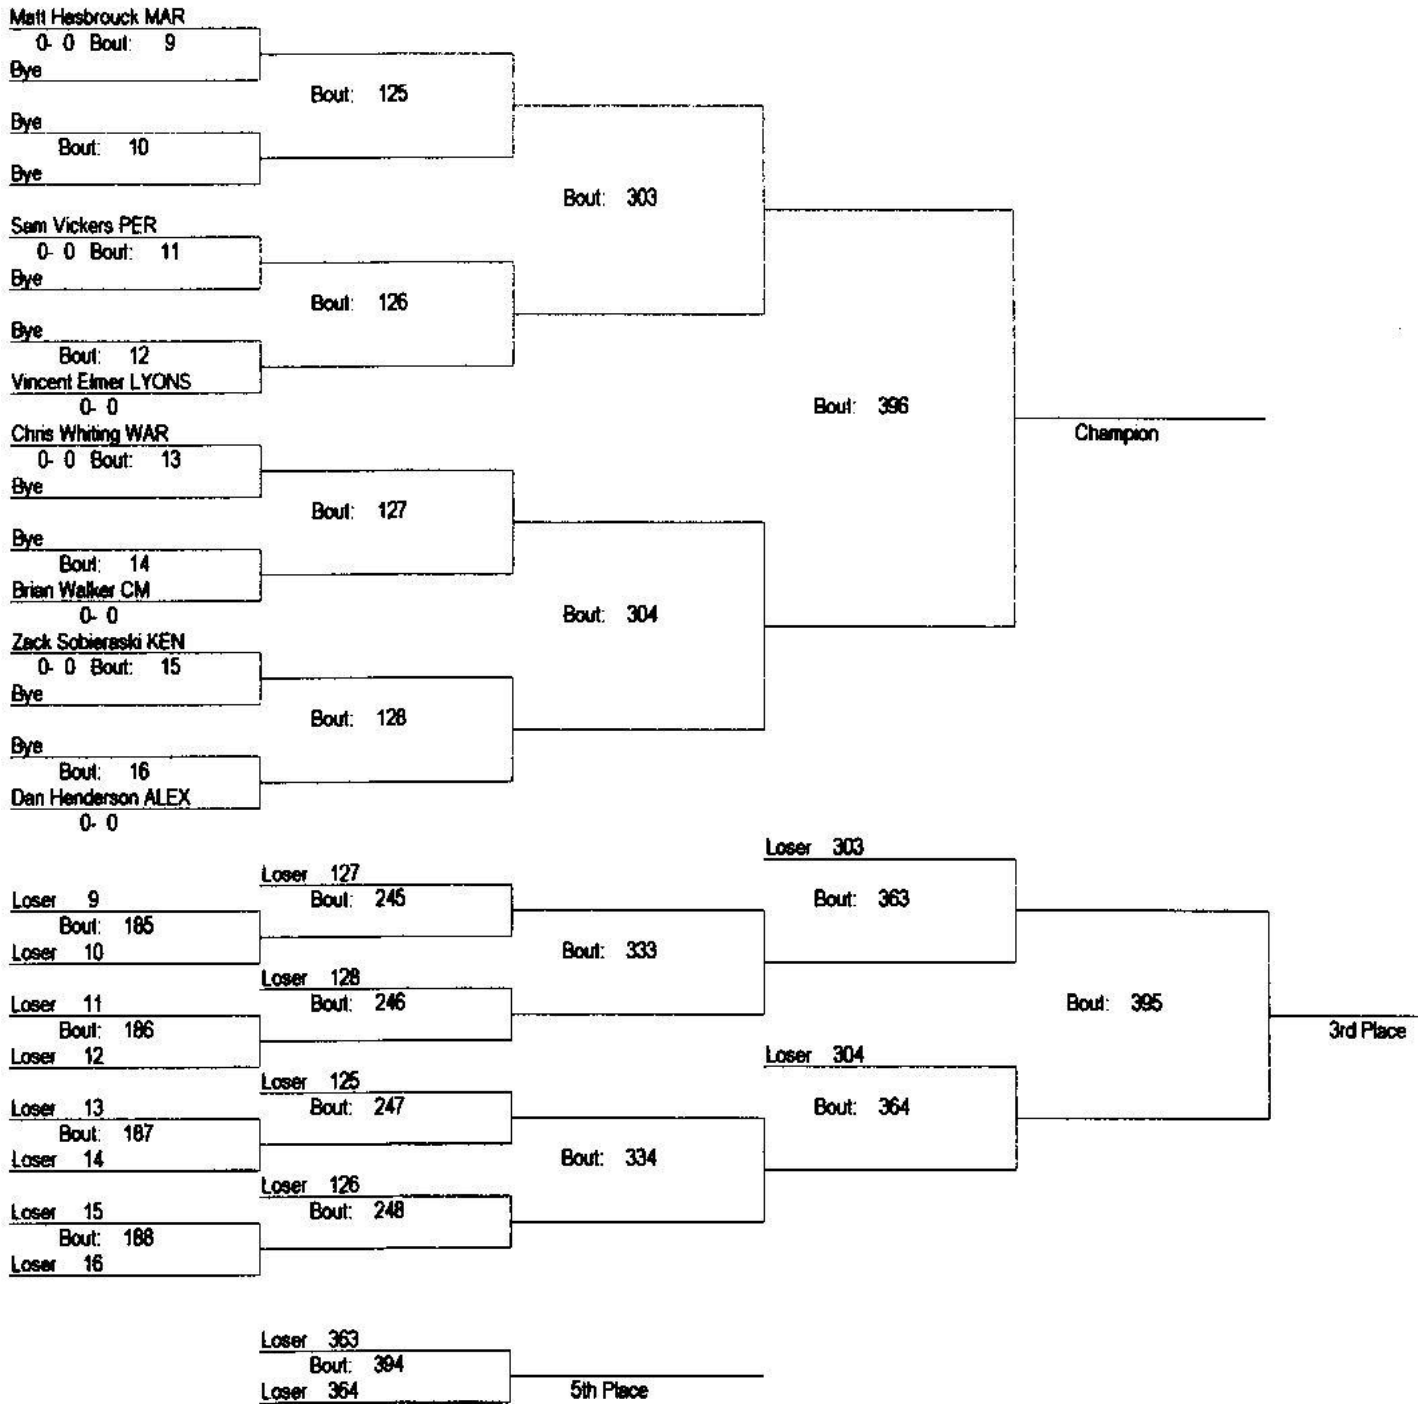 Matt Hasbrouck MAR
0- 0 Bout: 9
Bye
Bout: 125
Bye
Bout: 10
Bye
Bout: 303
Sam Vickers PER
0- 0 Bout: 11
Bye
Bout: 126
Bye
Bout: 12
Vincent Elmer LYONS
0- 0
Bout: 396
Champion
Chris Whiting WAR
0- 0 Bout: 13
Bye
Bout: 127
Bye
Bout: 14
Brian Walker CM
0- 0
Bout: 304
Zack Sobieraski KEN
0- 0 Bout: 15
Bye
Bout: 128
Bye
Bout: 16
Dan Henderson ALEX
0- 0
Loser 303
Loser 127
Loser 9
Bout: 245
Bout: 363
Bout: 185
Loser 10
Bout: 333
Loser 128
Loser 11
Bout: 246
Bout: 395
Bout: 186
3rd Place
Loser 12
Loser 304
Loser 125
Loser 13
Bout: 247
Bout: 364
Bout: 187
Loser 14
Bout: 334
Loser 126
Loser 15
Bout: 248
Bout: 188
Loser 16
Loser 363
Bout: 394
Loser 364
5th Place